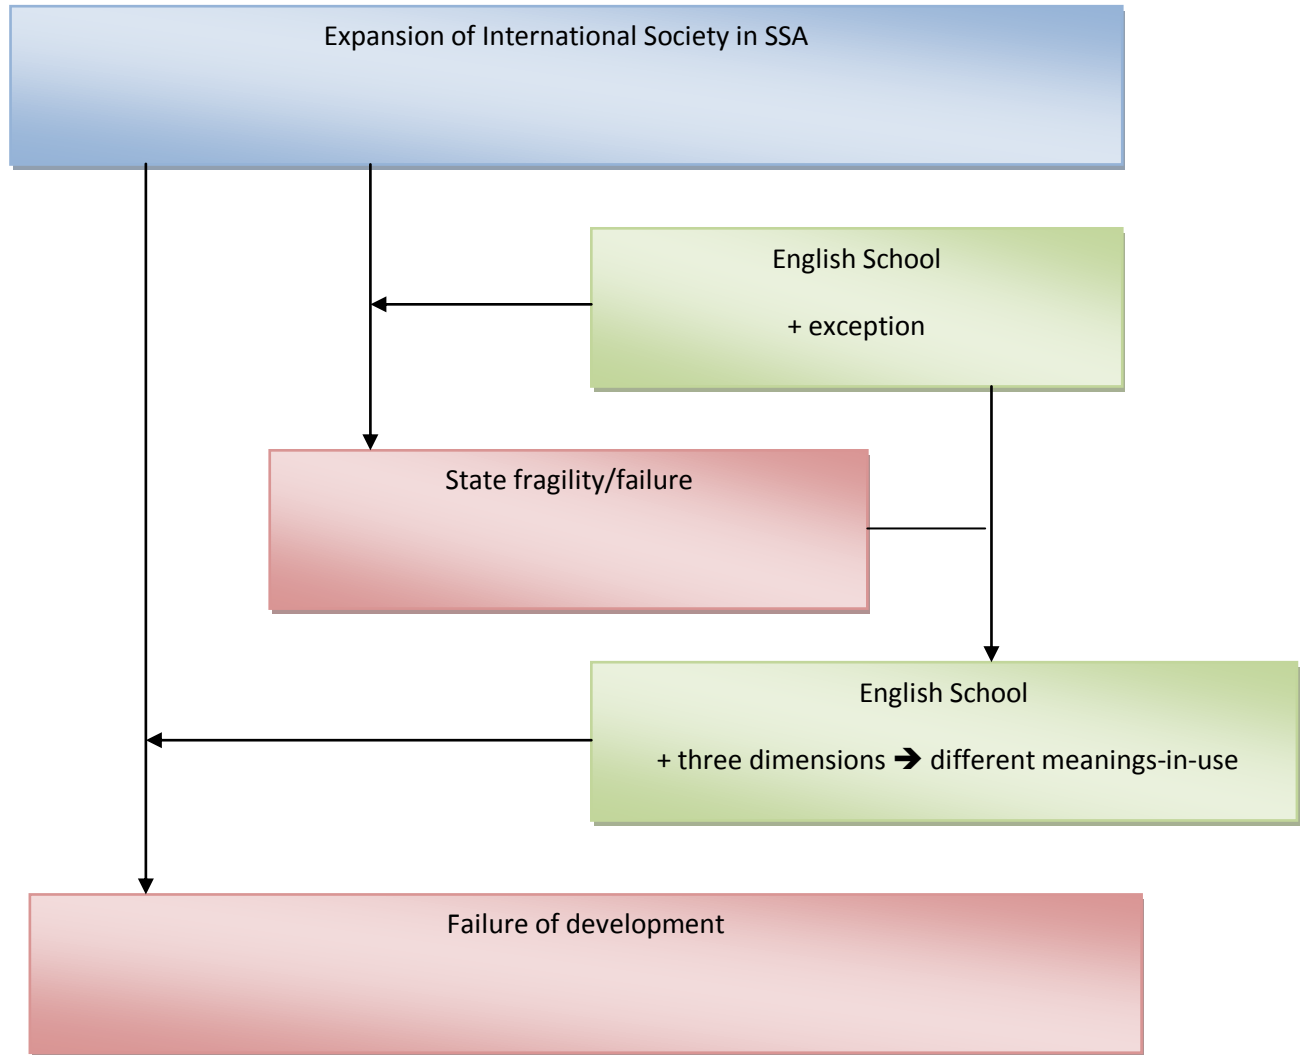 Expansion of International Society in SSA
English School
+ exception
State fragility/failure
English School
+ three dimensions ➔ different meanings-in-use
Failure of development